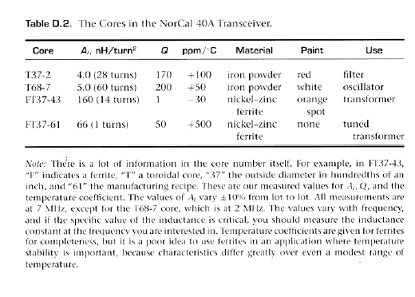 Table D.2. The Cores in the NorCal 40A Transceiver.
Core Aₗ, nH/turn² Q ppm/°C Material Paint Use
T37-2 4.0 (28 turns) 170 +100 iron powder red filter
T68-7 5.0 (60 turns) 200 +50 iron powder white oscillator
FT37-43 160 (14 turns) 1 −30 nickel–zinc orange transformer
ferrite spot
FT37-61 66 (1 turns) 50 +500 nickel–zinc none tuned
ferrite transformer
Note: There is a lot of information in the core number itself. For example, in FT37-43,
"F" indicates a ferrite, "T" a toroidal core, "37" the outside diameter in hundredths of an
inch, and "61" the manufacturing recipe. These are our measured values for Aₗ, Q, and the
temperature coefficient. The values of Aₗ vary ±10% from lot to lot. All measurements are
at 7 MHz, except for the T68-7 core, which is at 2 MHz. The values vary with frequency,
and if the specific value of the inductance is critical, you should measure the inductance
constant at the frequency you are interested in. Temperature coefficients are given for ferrites
for completeness, but it is a poor idea to use ferrites in an application where temperature
stability is important, because characteristics differ greatly over even a modest range of
temperature.